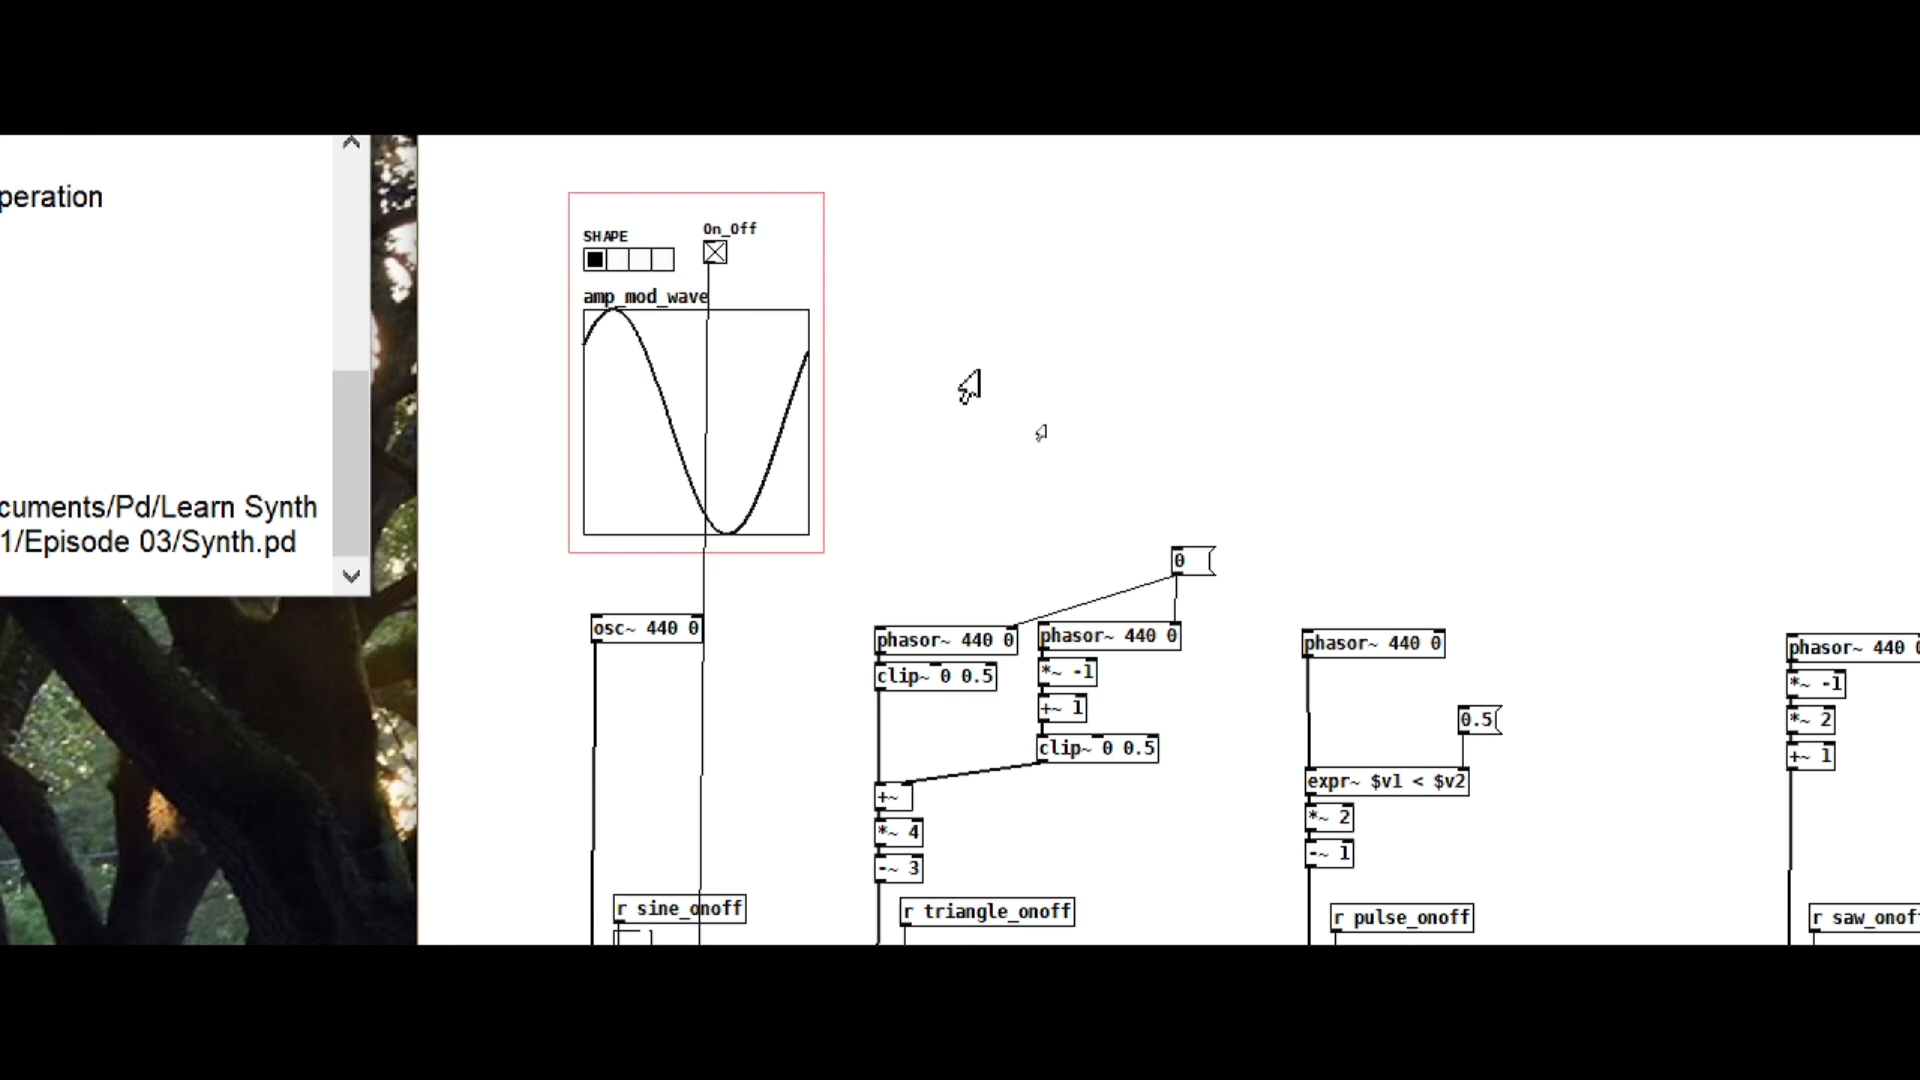 peration
cuments/Pd/Learn Synth
1/Episode 03/Synth.pd
SHAPE
On_Off
amp_mod_wave
0
osc~ 440 0
phasor~ 440 0
phasor~ 440 0
phasor~ 440 0
phasor~ 440 0
clip~ 0 0.5
*~ -1
*~ -1
+~ 1
0.5
*~ 2
clip~ 0 0.5
+~ 1
expr~ $v1 < $v2
+~
*~ 2
*~ 4
-~ 1
-~ 3
r sine_onoff
r triangle_onoff
r pulse_onoff
r saw_onoff